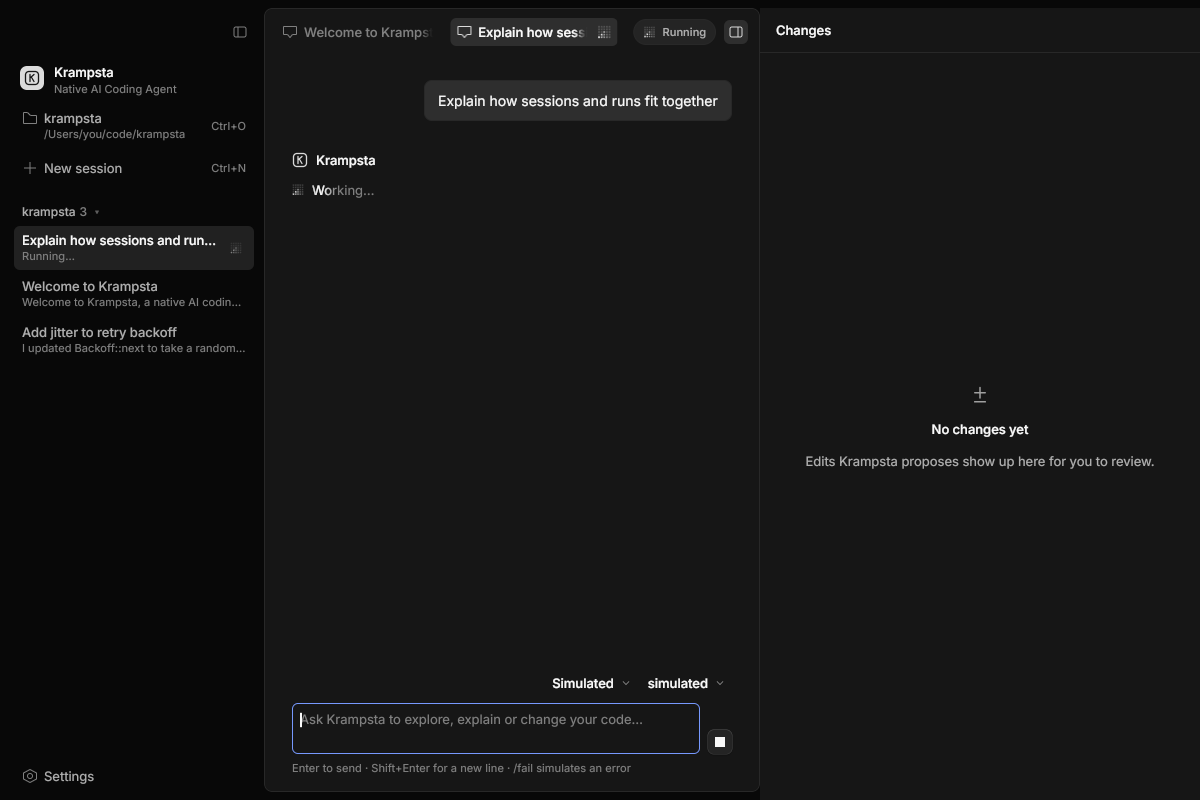 Krampsta
Native AI Coding Agent
krampsta
/Users/you/code/krampsta
Ctrl+O
New session
Ctrl+N
krampsta 3
Explain how sessions and run...
Running...
Welcome to Krampsta
Welcome to Krampsta, a native AI codin...
Add jitter to retry backoff
I updated Backoff::next to take a random...
Settings
Welcome to Kramps
Explain how sess
Running
Explain how sessions and runs fit together
K Krampsta
Working...
Simulated
simulated
Ask Krampsta to explore, explain or change your code...
Enter to send · Shift+Enter for a new line · /fail simulates an error
Changes
No changes yet
Edits Krampsta proposes show up here for you to review.